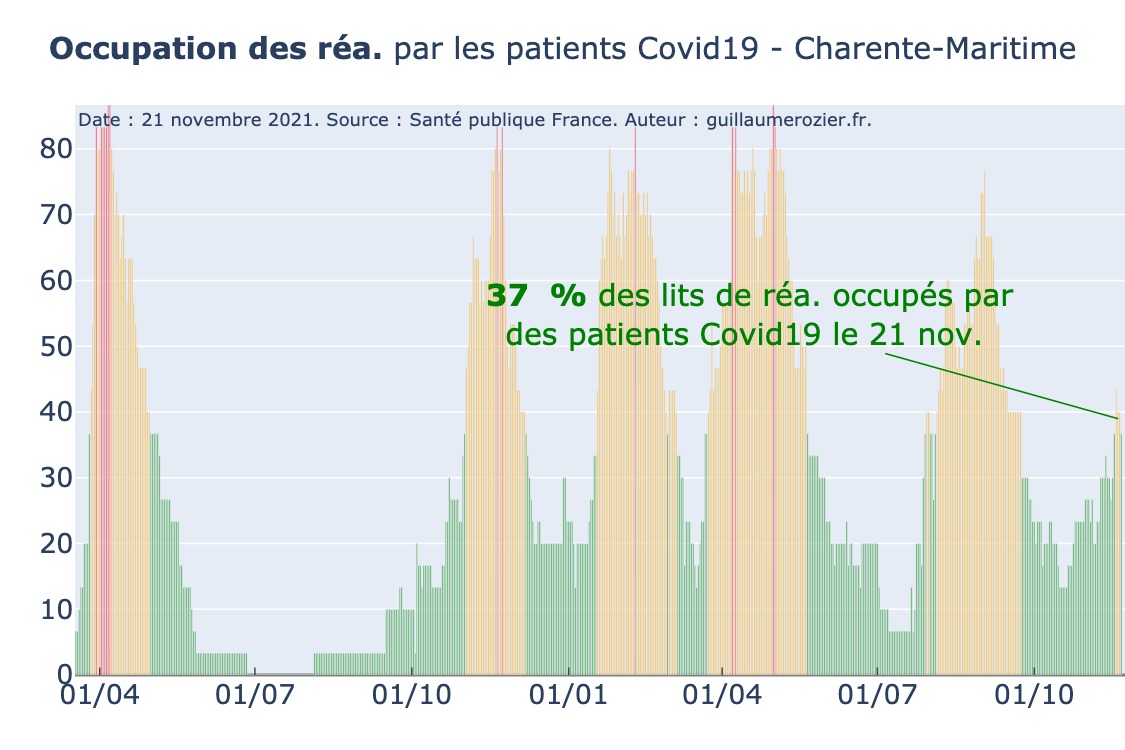 Occupation des réa. par les patients Covid19 - Charente-Maritime
Date : 21 novembre 2021. Source : Santé publique France. Auteur : guillaumerozier.fr.
80
70
60
50
40
30
20
10
0
37 % des lits de réa. occupés par
des patients Covid19 le 21 nov.
01/04 01/07 01/10 01/01 01/04 01/07 01/10